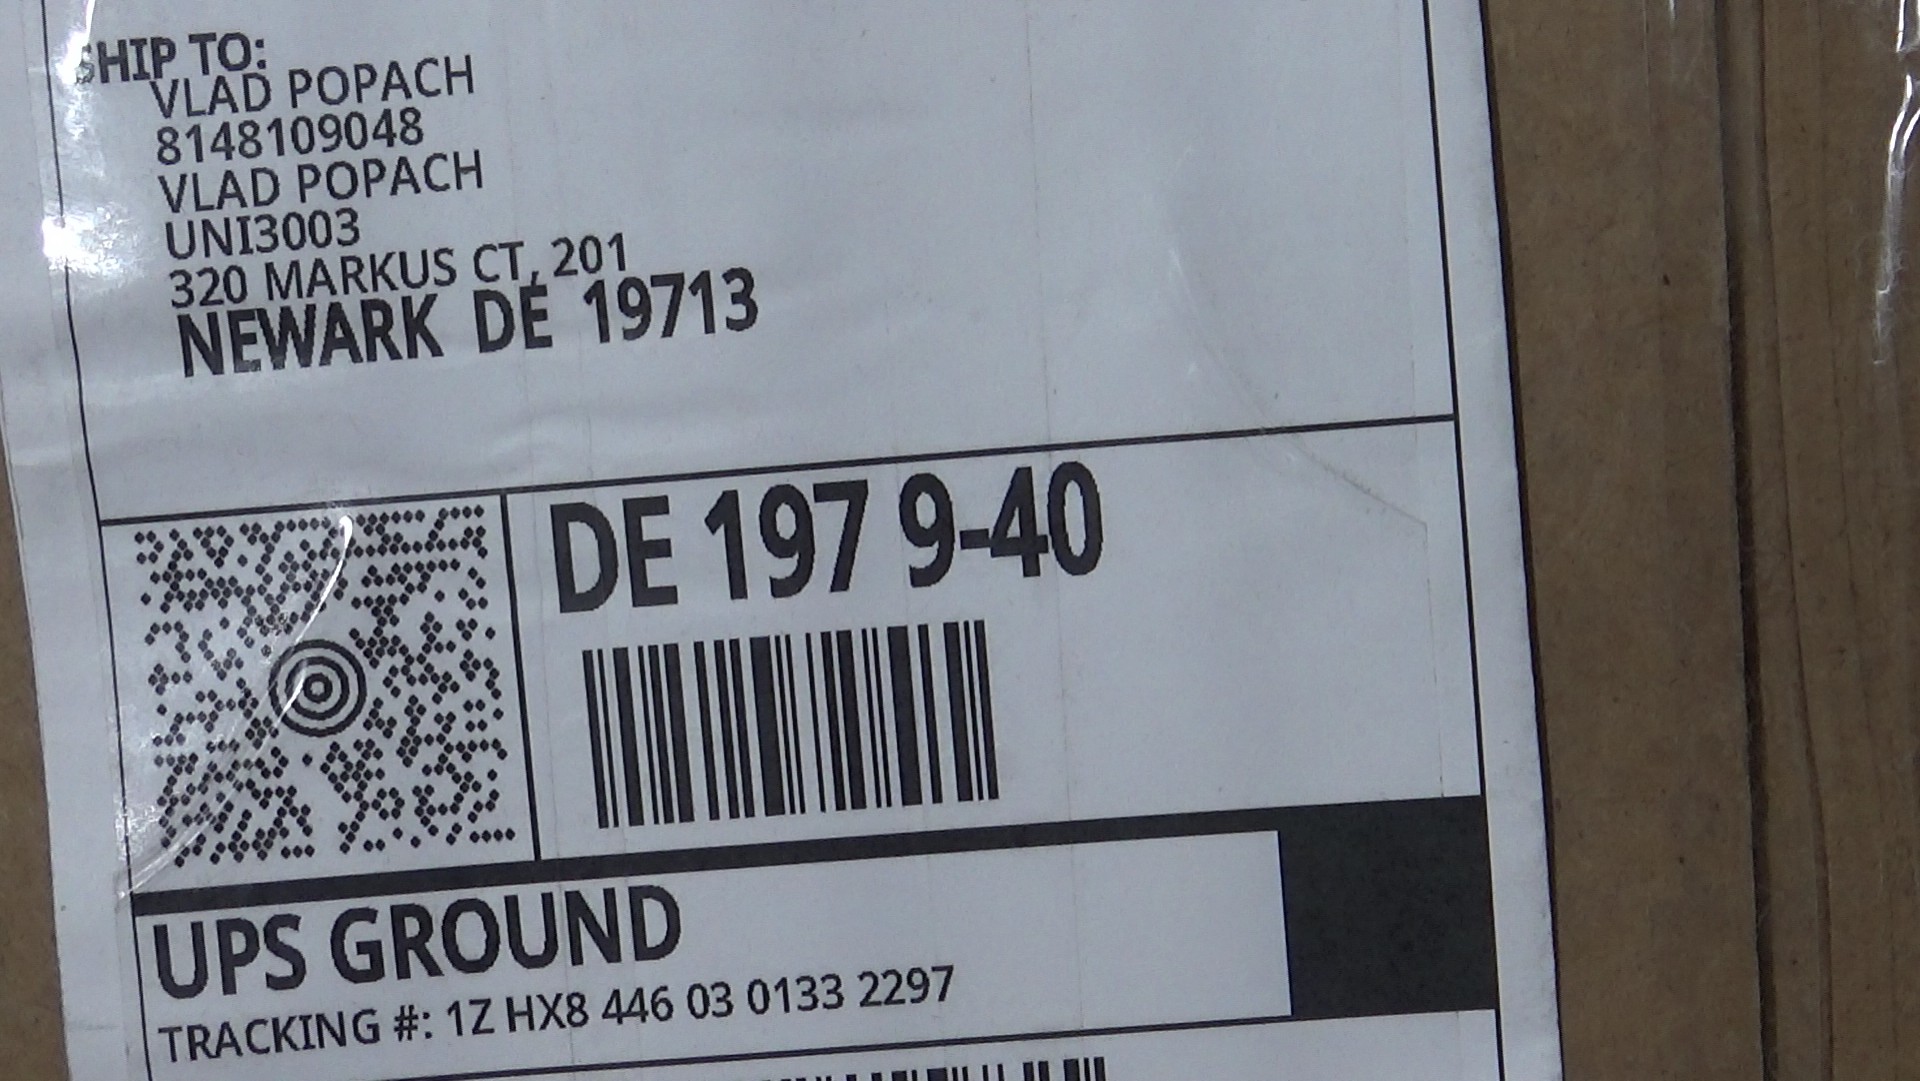 SHIP TO:
VLAD POPACH
8148109048
VLAD POPACH
UNI3003
320 MARKUS CT, 201
NEWARK DE 19713
DE 197 9-40
UPS GROUND
TRACKING #: 1Z HX8 446 03 0133 2297